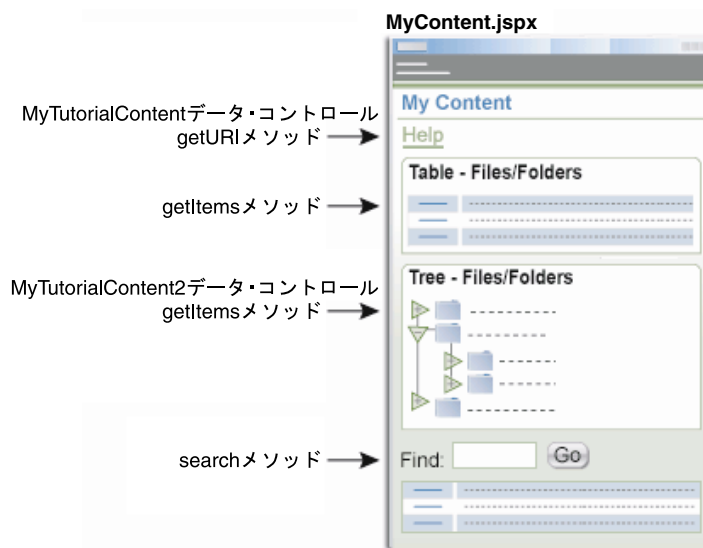 MyContent.jspx
MyTutorialContentデータ・コントロール
getURIメソッド
getItemsメソッド
MyTutorialContent2データ・コントロール
getItemsメソッド
searchメソッド
My Content
Help
Table - Files/Folders
Tree - Files/Folders
Find:
Go